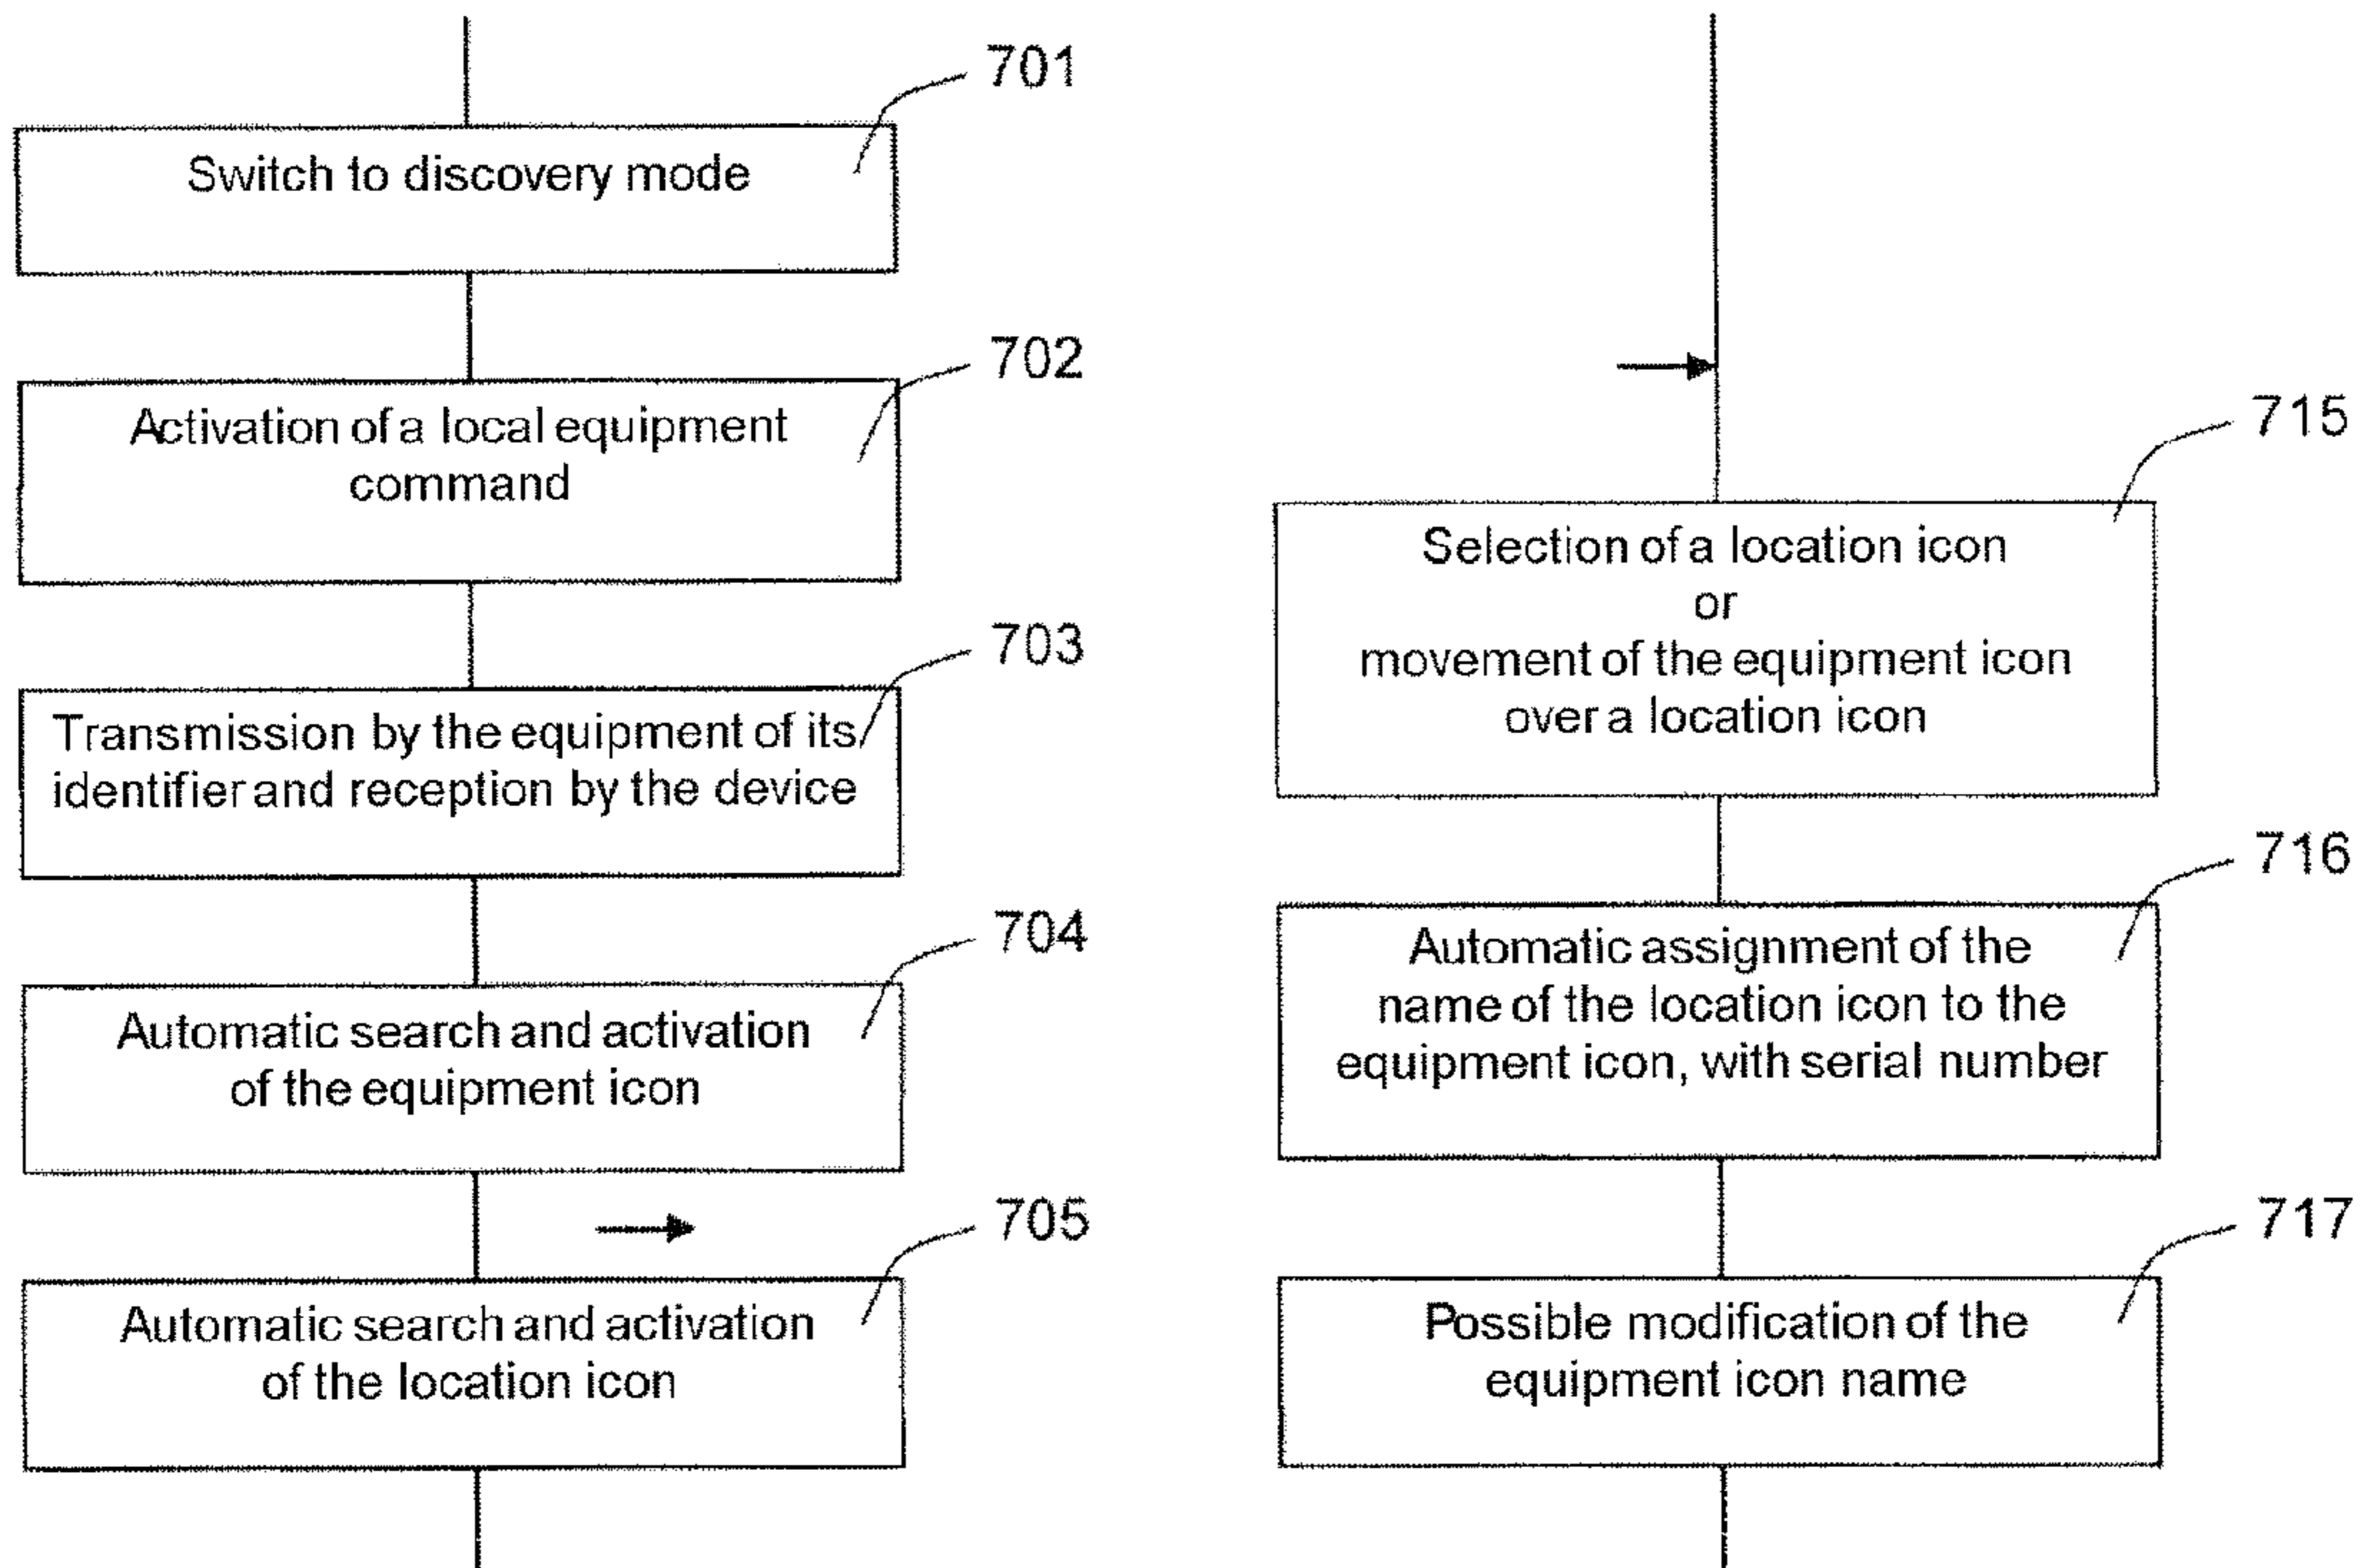 701
Switch to discovery mode
702
Activation of a local equipment
command
703
Transmission by the equipment of its
identifier and reception by the device
704
Automatic search and activation
of the equipment icon
705
Automatic search and activation
of the location icon
715
Selection of a location icon
or
movement of the equipment icon
over a location icon
716
Automatic assignment of the
name of the location icon to the
equipment icon, with serial number
717
Possible modification of the
equipment icon name